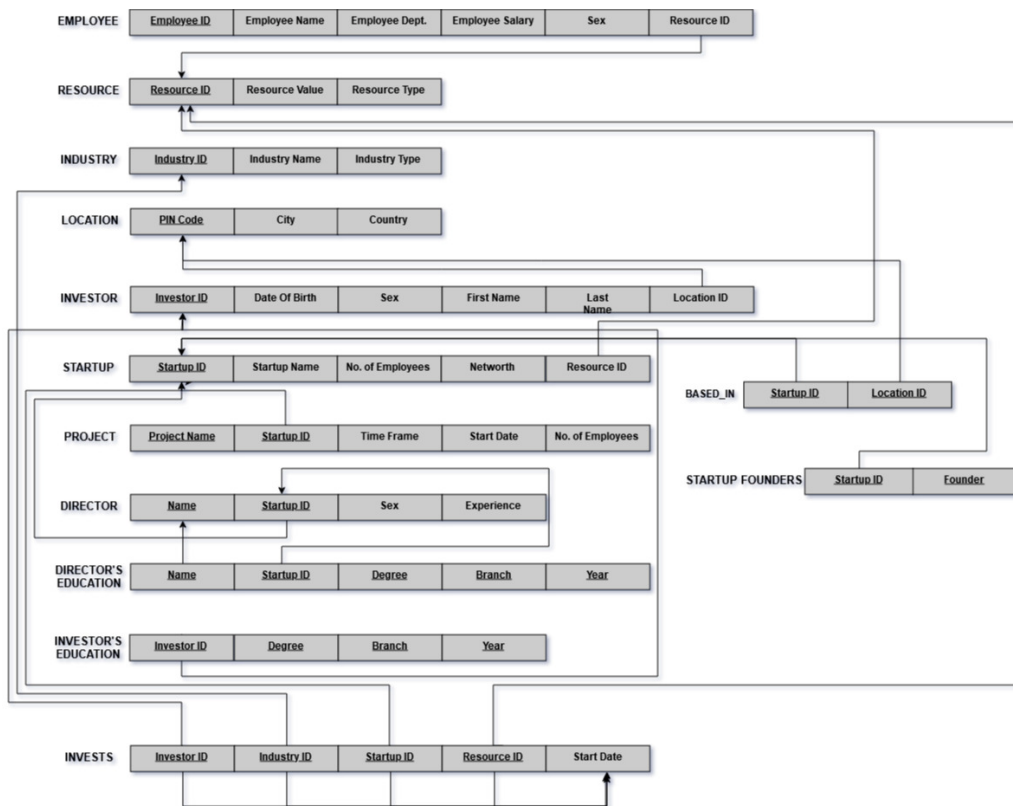 EMPLOYEE Employee ID Employee Name Employee Dept. Employee Salary Sex Resource ID
RESOURCE Resource ID Resource Value Resource Type
INDUSTRY Industry ID Industry Name Industry Type
LOCATION PIN Code City Country
INVESTOR Investor ID Date Of Birth Sex First Name Last Name Location ID
STARTUP Startup ID Startup Name No. of Employees Networth Resource ID
BASED_IN Startup ID Location ID
PROJECT Project Name Startup ID Time Frame Start Date No. of Employees
STARTUP FOUNDERS Startup ID Founder
DIRECTOR Name Startup ID Sex Experience
DIRECTOR'S EDUCATION Name Startup ID Degree Branch Year
INVESTOR'S EDUCATION Investor ID Degree Branch Year
INVESTS Investor ID Industry ID Startup ID Resource ID Start Date